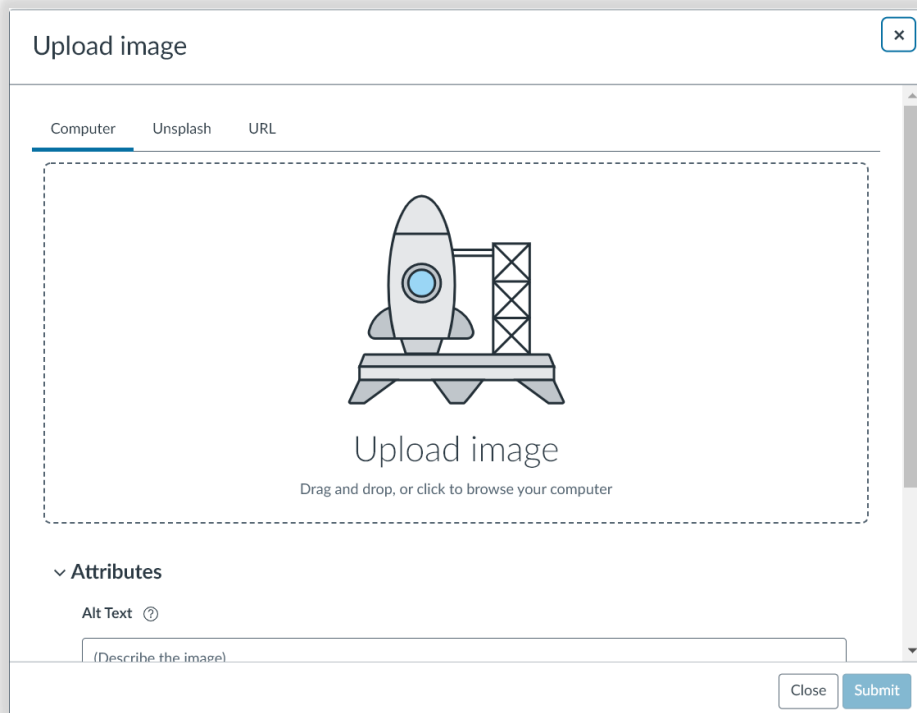 Upload image
Computer Unsplash URL
Upload image
Drag and drop, or click to browse your computer
Attributes
Alt Text
(Describe the image)
Close Submit